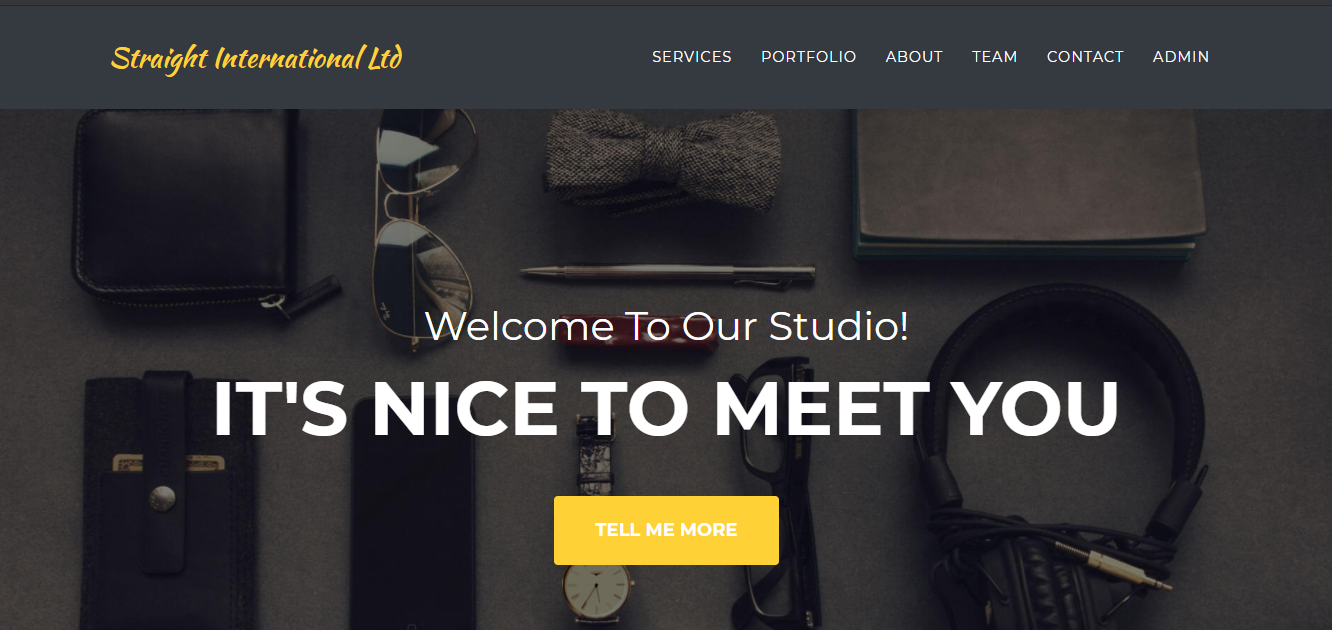 Straight International Ltd
SERVICES PORTFOLIO ABOUT TEAM CONTACT ADMIN
Welcome To Our Studio!
IT'S NICE TO MEET YOU
TELL ME MORE